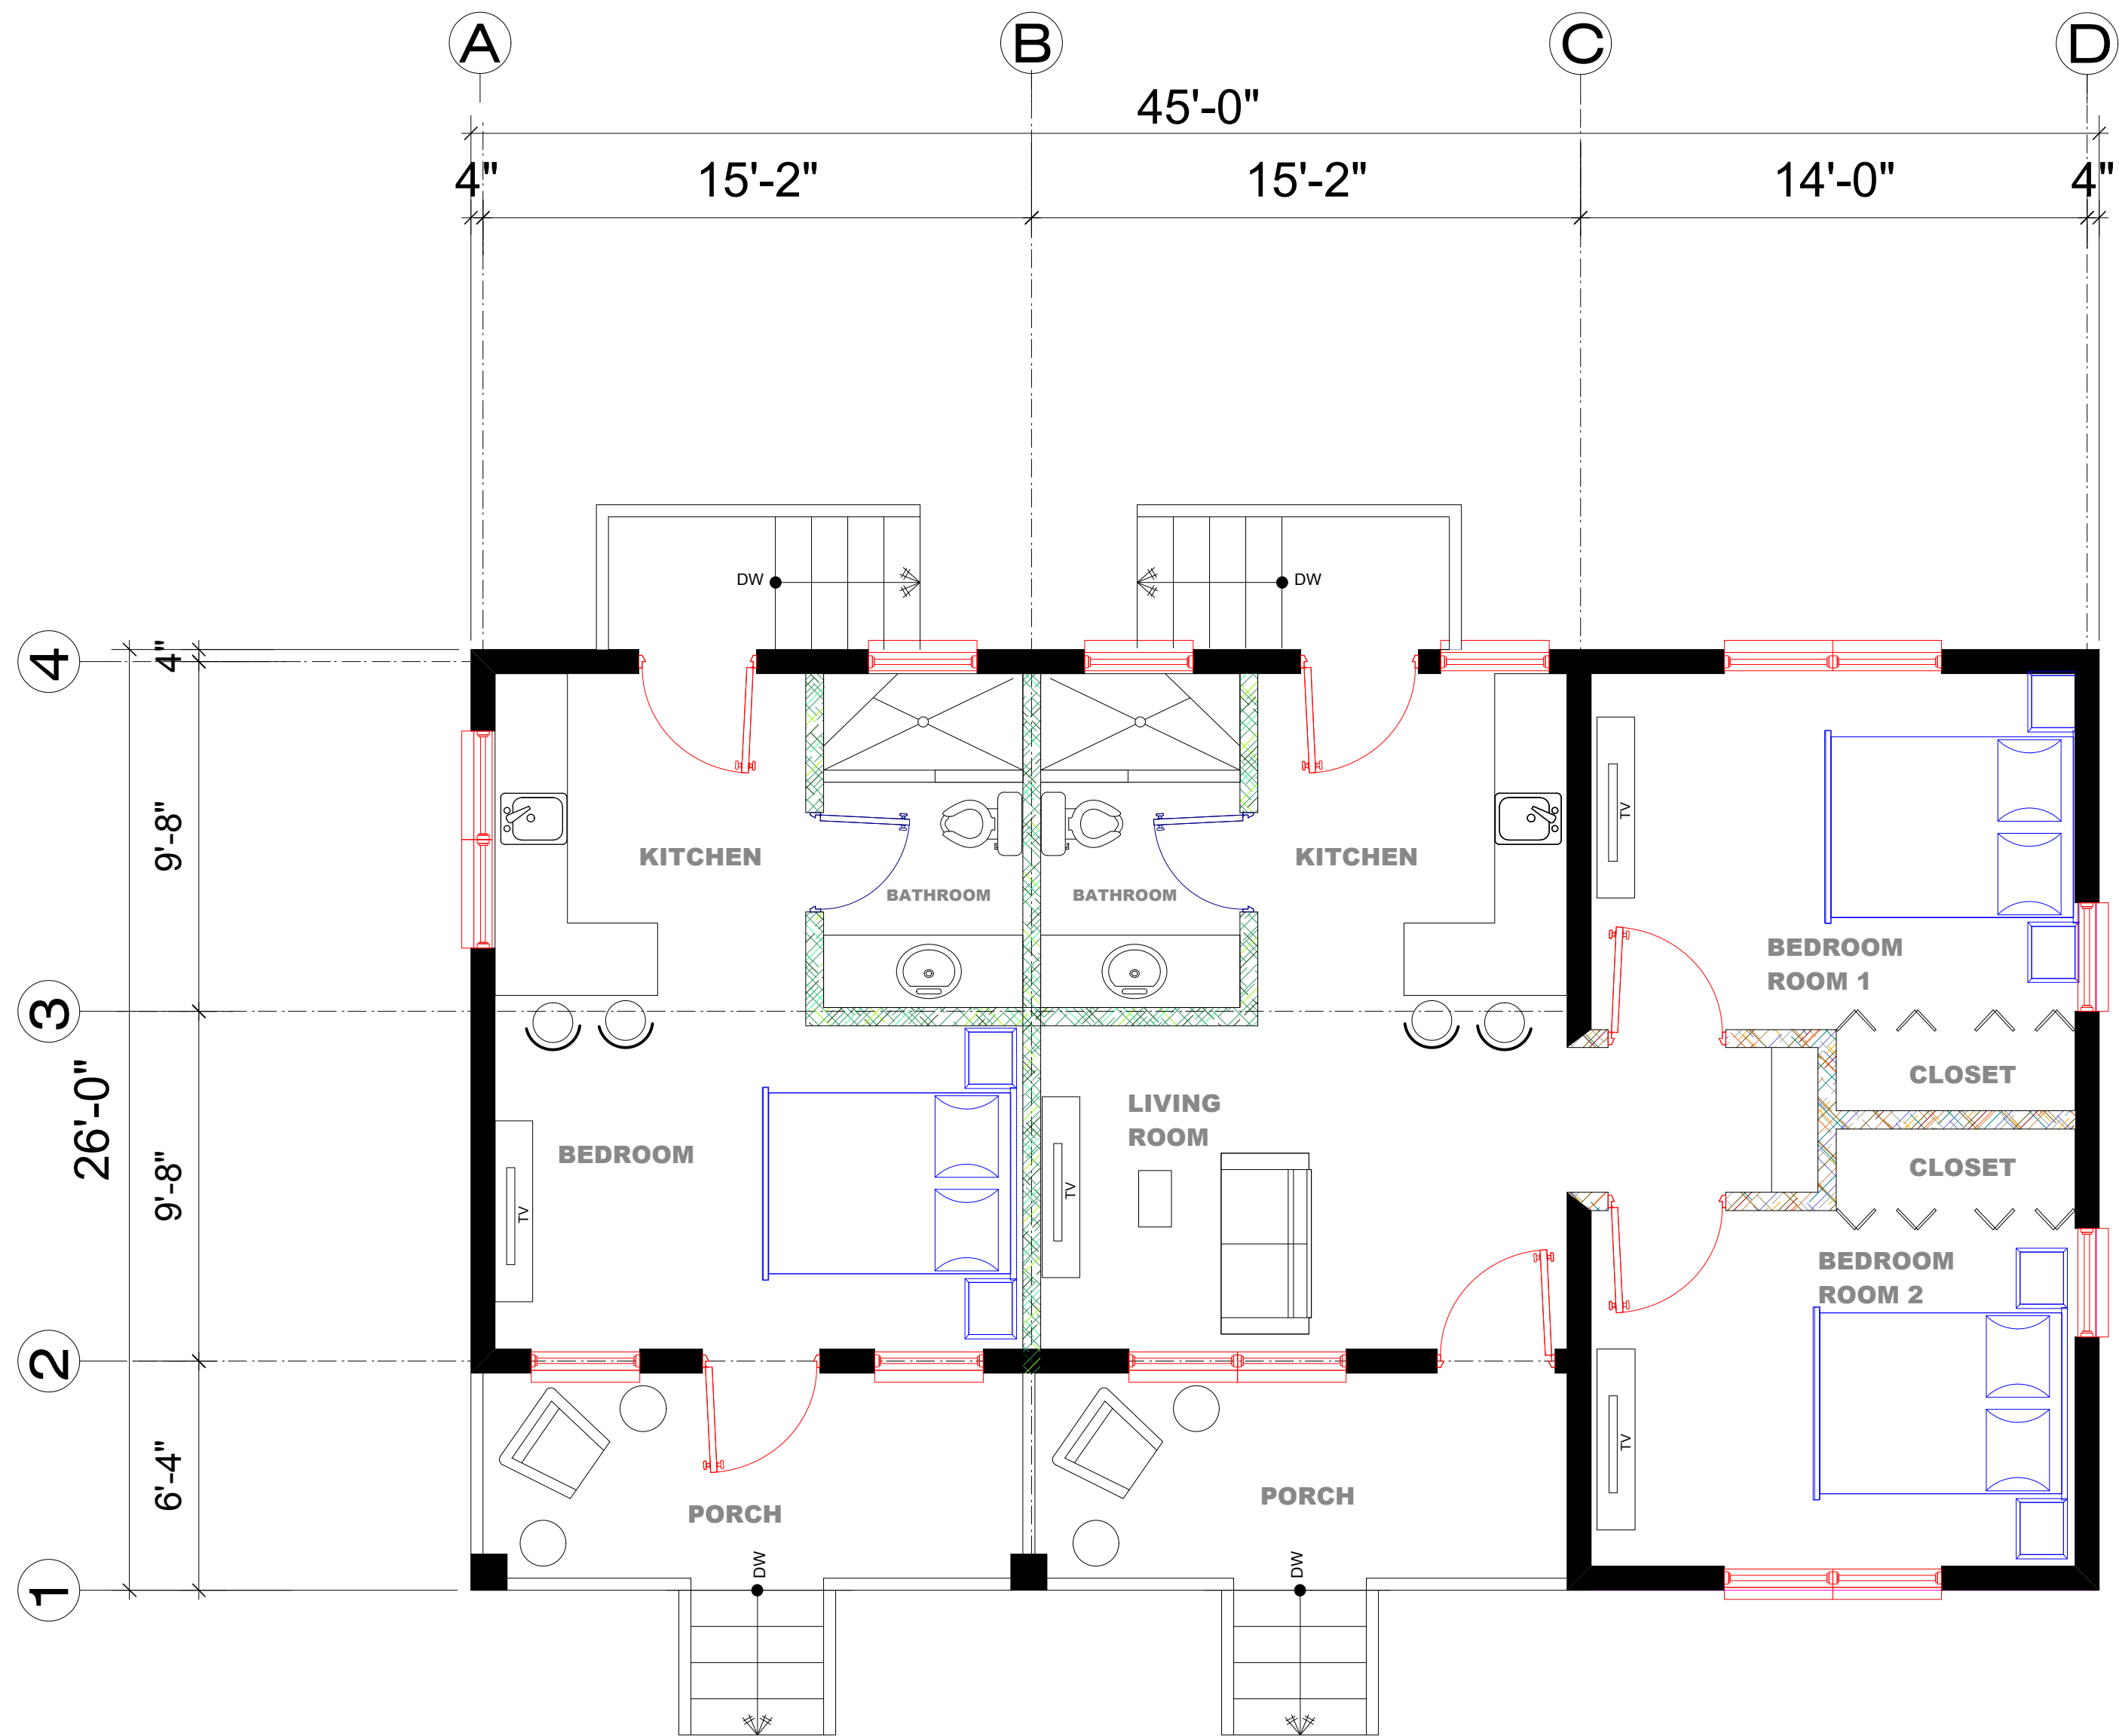 A B C D
45'-0"
4" 15'-2" 15'-2" 14'-0" 4"
DW DW
4
4"
9'-8"
TV
KITCHEN KITCHEN
BATHROOM BATHROOM
BEDROOM
ROOM 1
3
CLOSET
26'-0"
LIVING
ROOM
BEDROOM
9'-8"
CLOSET
TV
TV
BEDROOM
ROOM 2
2
TV
6'-4"
PORCH
PORCH
DW DW
1